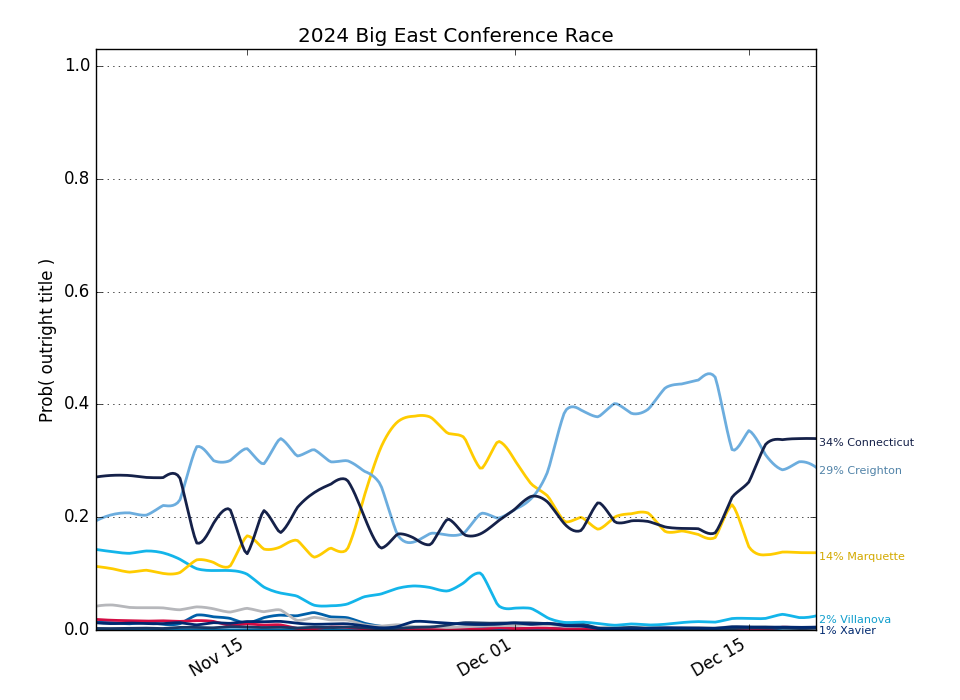 2024 Big East Conference Race
1.0
0.8
0.6
0.4
0.2
0.0
Prob( outright title )
34% Connecticut
29% Creighton
14% Marquette
2% Villanova
1% Xavier
Nov 15
Dec 01
Dec 15